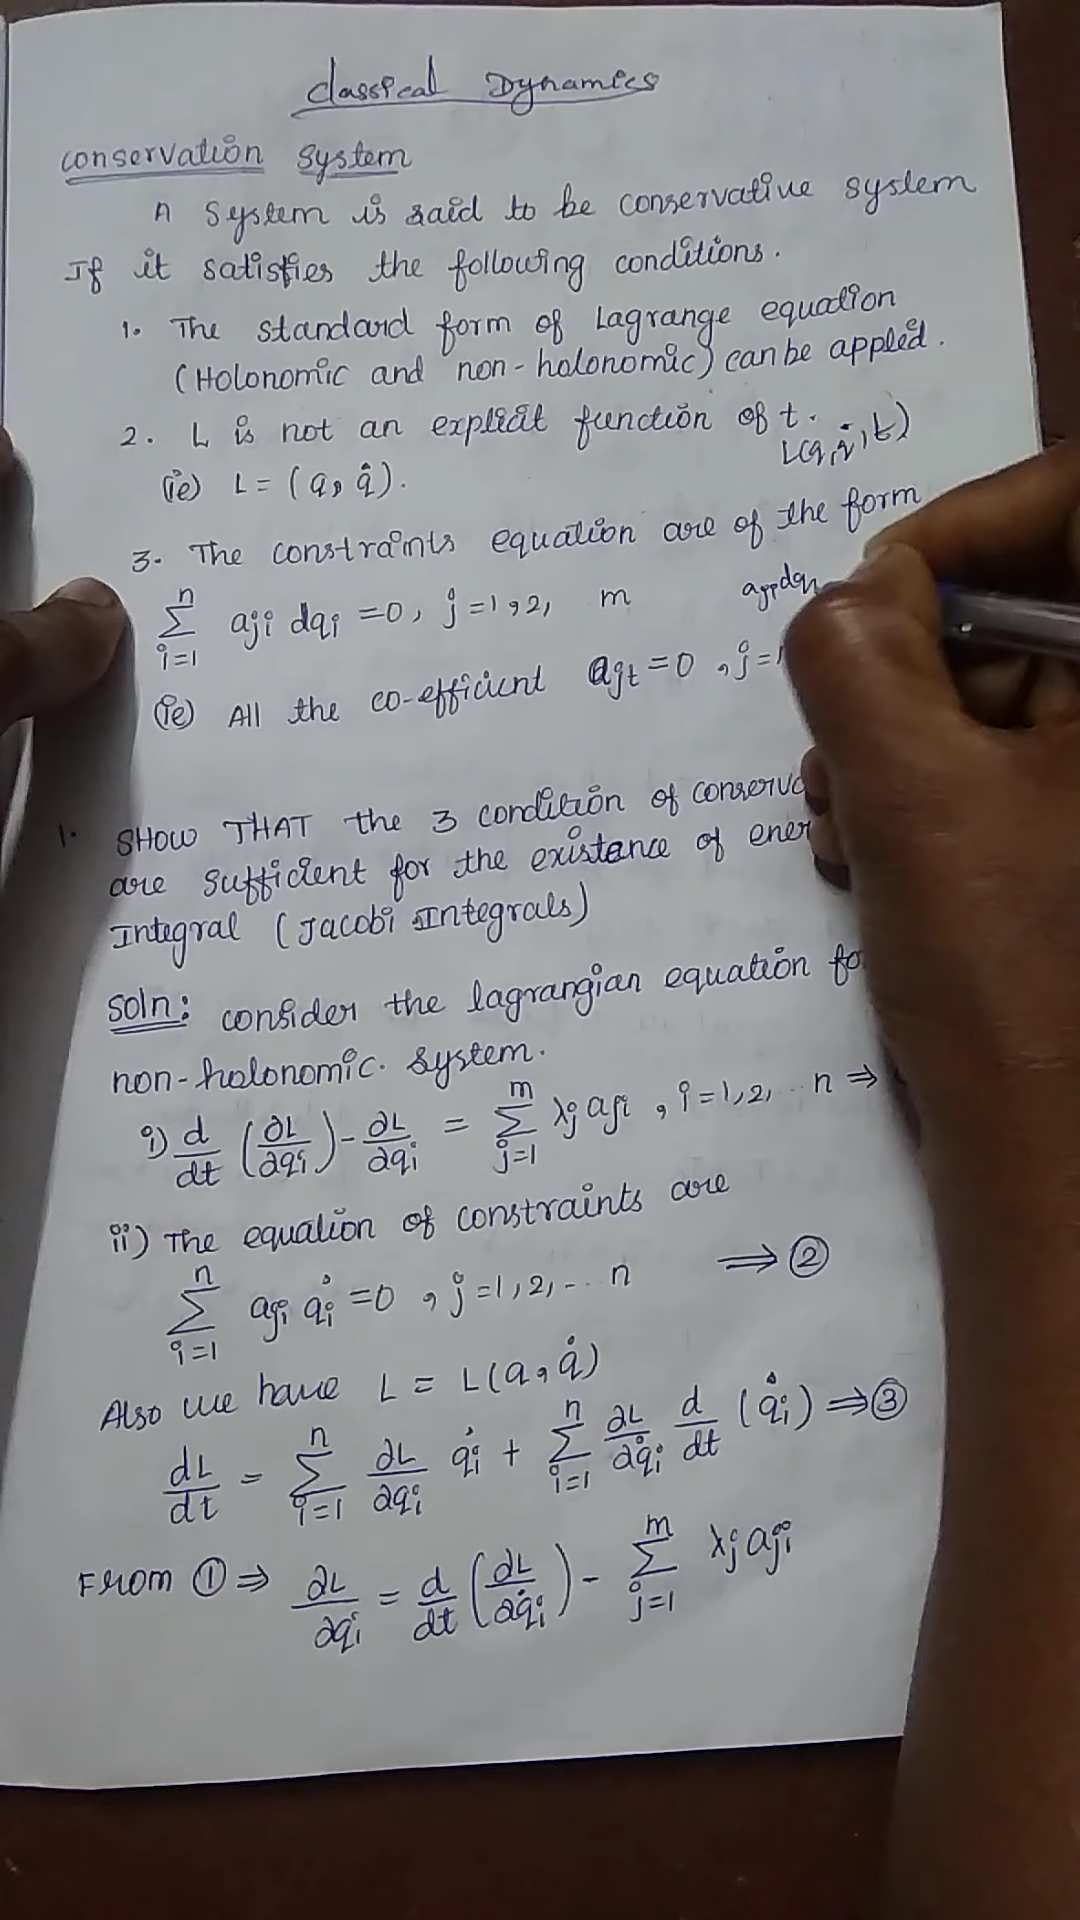 Classical Dynamics
conservation system
A system is said to be conservative system
If it satisfies the following conditions.
1. The standard form of Lagrange equation
(Holonomic and non-holonomic) can be appled.
2. L is not an explicit function of t.
L(q, q̇, t)
(ie) L = (q, q̇).
3. The constraints equation are of the form
∑_{i=1}^{n} aji dqi = 0, j = 1, 2, m
(ie) All the co-efficient ajt = 0, j =
1. SHOW THAT the 3 condition of
are sufficient for the existance of
Integral (Jacobi Integrals)
Soln: consider the lagrangian equation
non-holonomic. system.
i) d/dt (∂L/∂qi) - ∂L/∂qi = ∑_{j=1}^{m} λj aji, i = 1, 2, .. n ⇒
ii) The equation of constraints are
∑_{i=1}^{n} aji q̇i = 0, j = 1, 2, -.. n ⇒ ②
Also we have L = L(q, q̇)
dL/dt = ∑_{i=1}^{n} ∂L/∂qi q̇i + ∑_{i=1}^{n} ∂L/∂q̇i d/dt (q̇i) ⇒ ③
From ① ⇒ ∂L/∂qi = d/dt (∂L/∂q̇i) - ∑_{j=1}^{m} λj aji